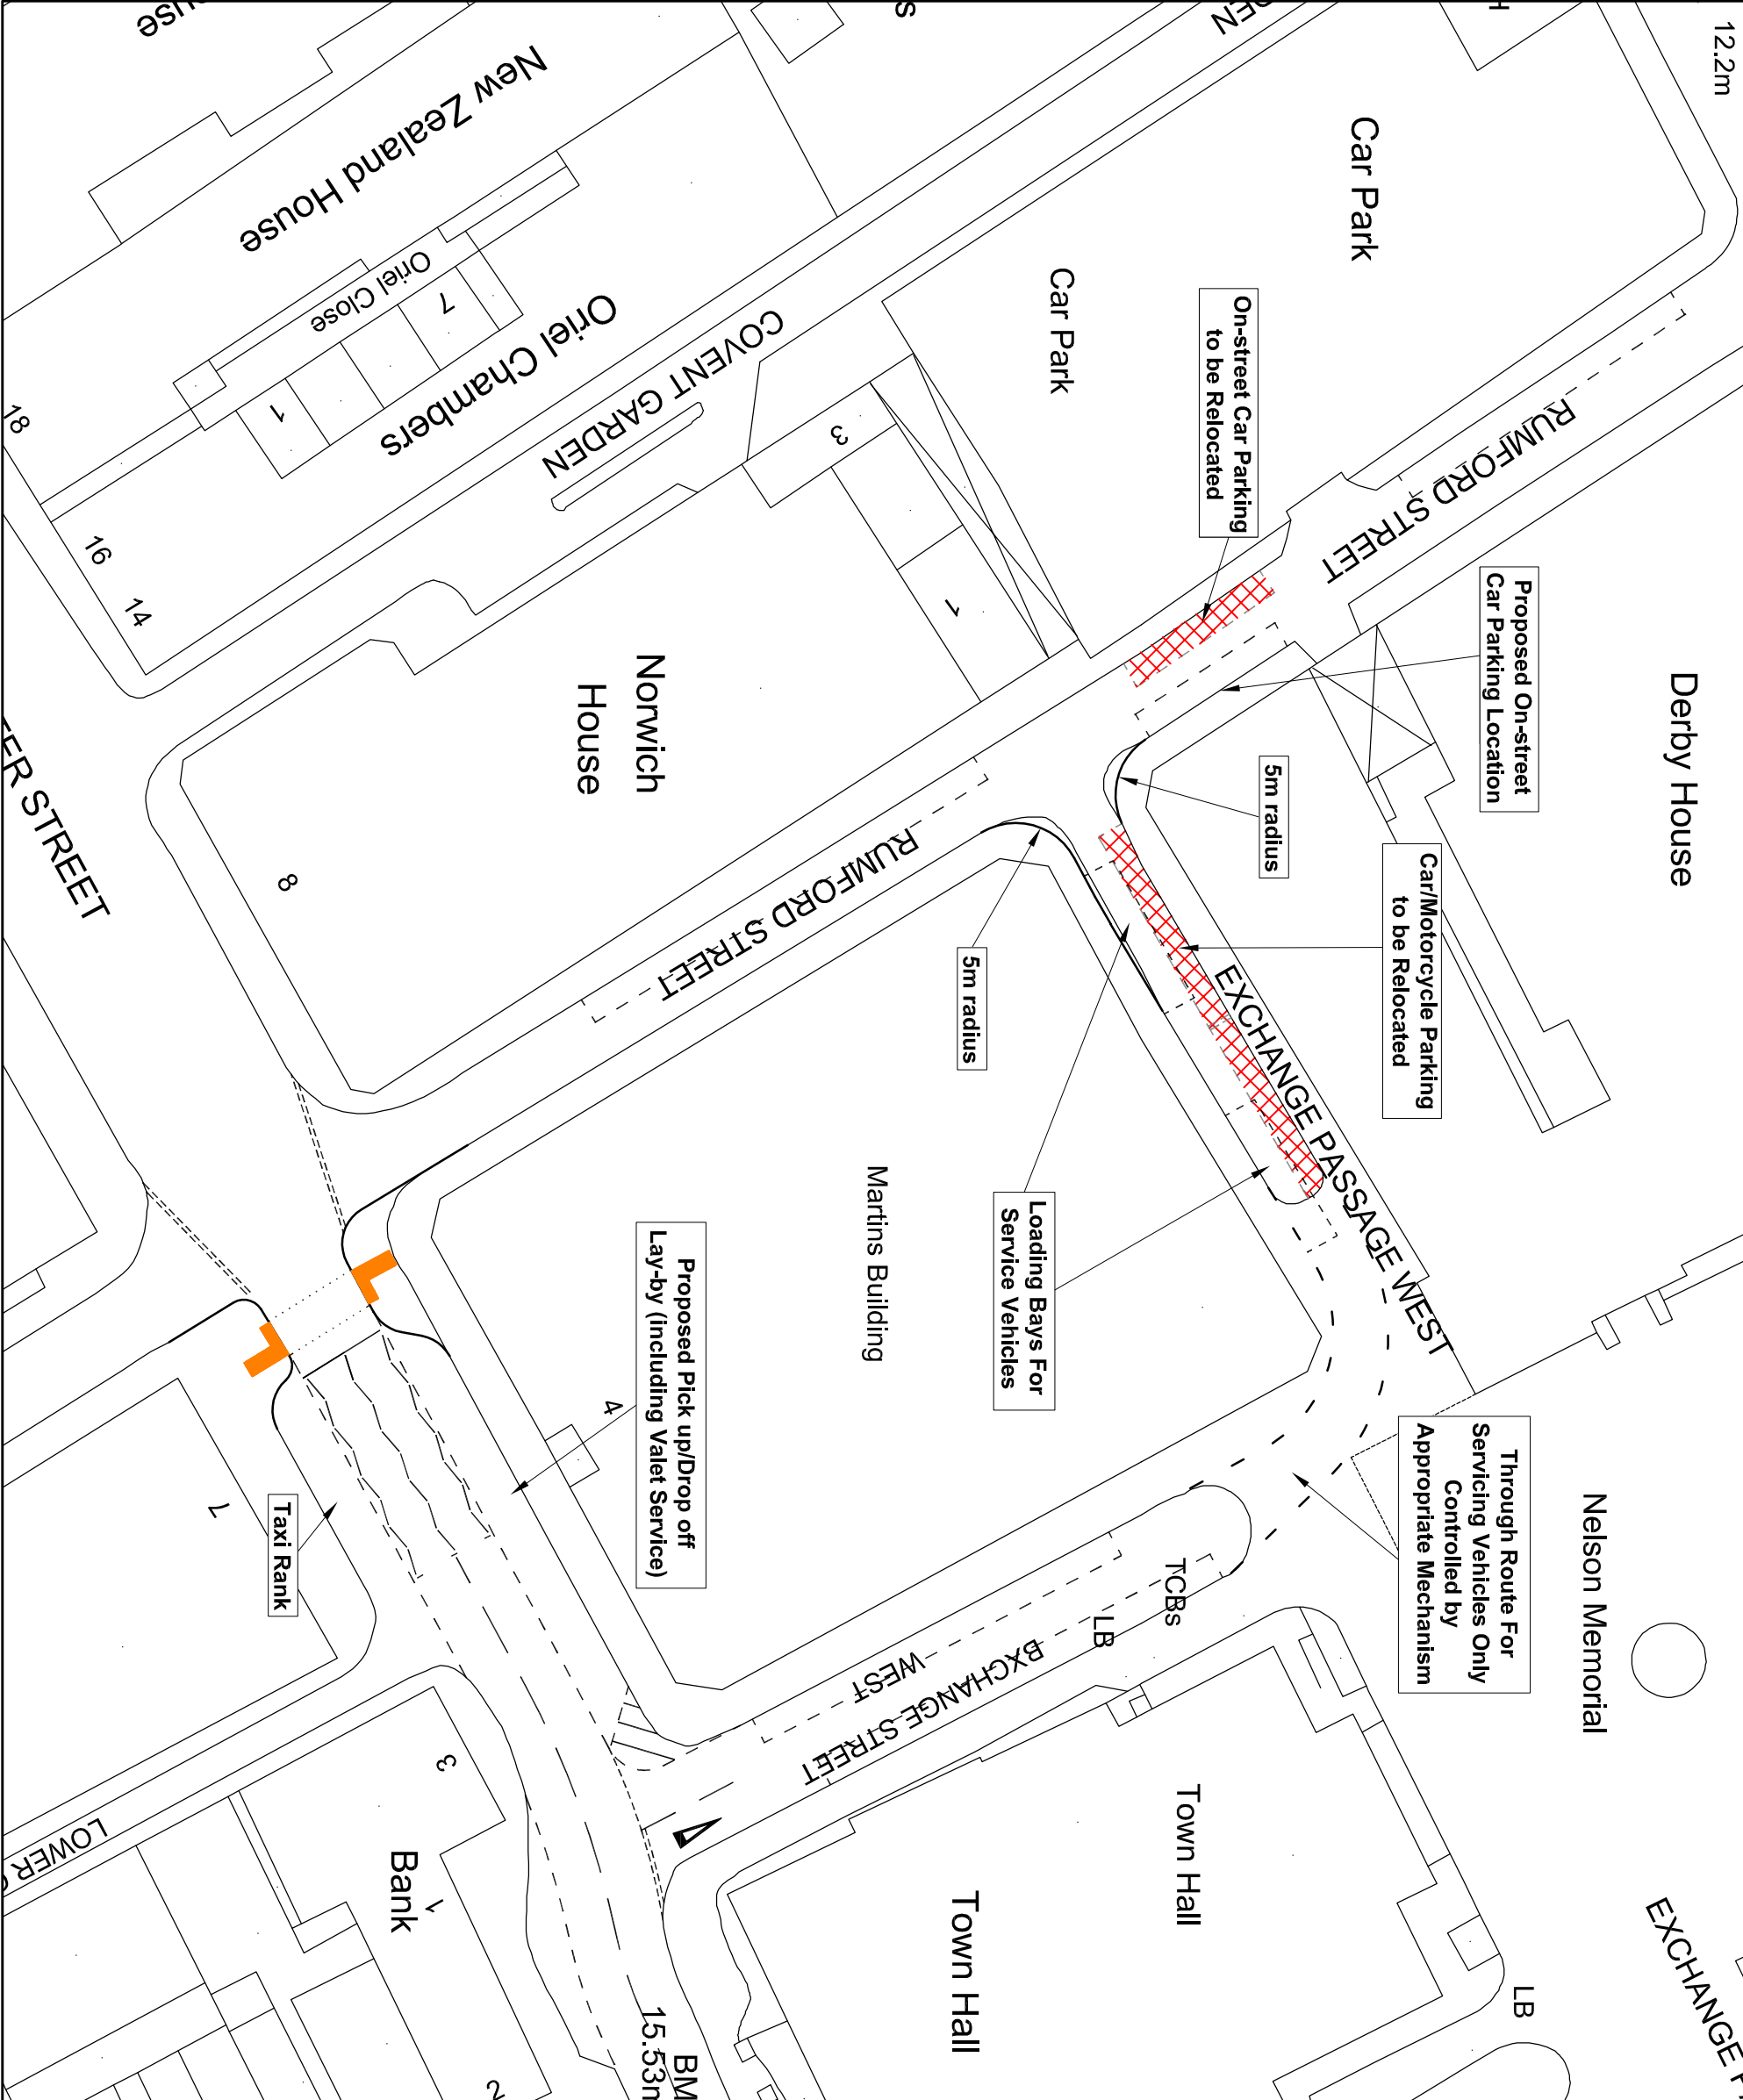 12.2m
Car Park
Car Park
New Zealand House
Oriel Close
7
1
Oriel Chambers
COVENT GARDEN
18
16
14
3
1
Norwich
House
8
RUMFORD STREET
RUMFORD STREET
On-street Car Parking
to be Relocated
Proposed On-street
Car Parking Location
Derby House
5m radius
Car/Motorcycle Parking
to be Relocated
5m radius
EXCHANGE PASSAGE WEST
Loading Bays For
Service Vehicles
Martins Building
Proposed Pick up/Drop off
Lay-by (including Valet Service)
4
Taxi Rank
7
Through Route For
Servicing Vehicles Only
Controlled by
Appropriate Mechanism
Nelson Memorial
TCBs
LB
EXCHANGE STREET
WEST
Town Hall
Town Hall
LB
3
Bank
1
2
LOWER
BM
15.53m
STREET
EXCHANGE